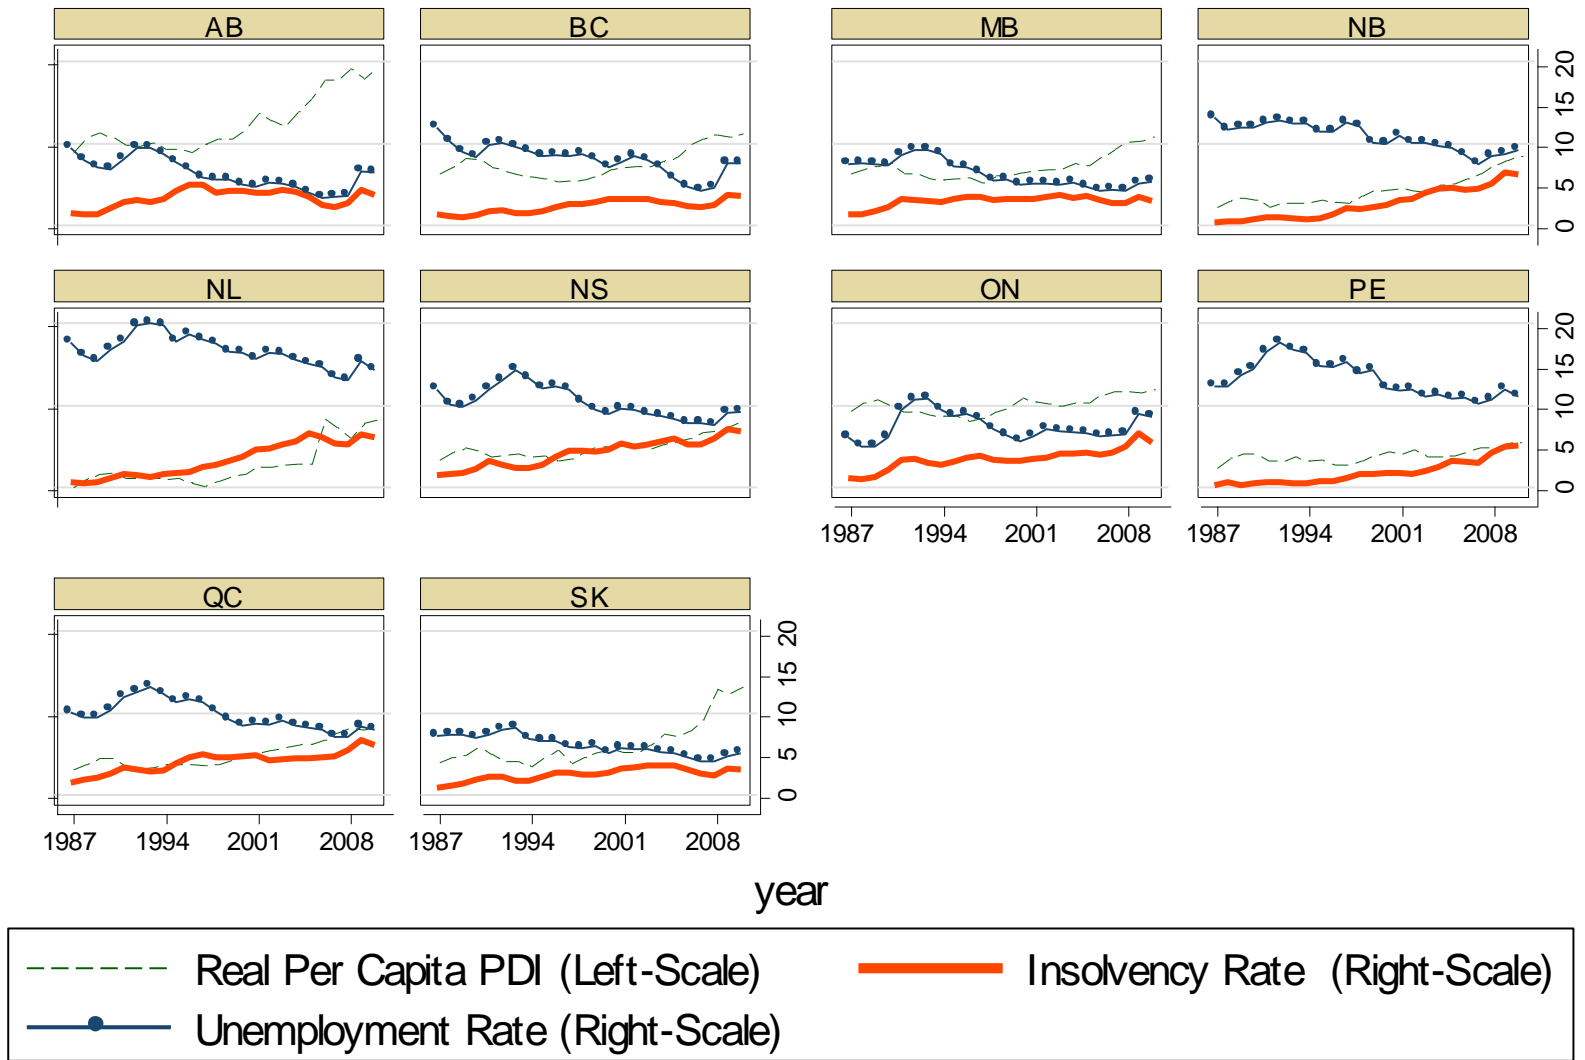 AB BC MB NB
20
15
10
5
0
NL NS ON PE
20
15
10
5
0
1987 1994 2001 2008 1987 1994 2001 2008
QC SK
20
15
10
5
0
1987 1994 2001 2008 1987 1994 2001 2008
year
Real Per Capita PDI (Left-Scale) Insolvency Rate (Right-Scale)
Unemployment Rate (Right-Scale)